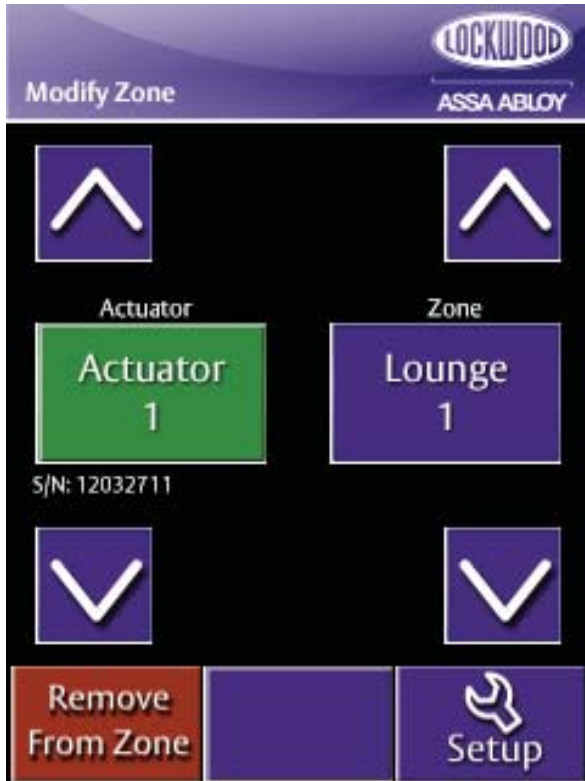 LOCKWOOD
Modify Zone
ASSA ABLOY
Actuator
Zone
Actuator
1
Lounge
1
S/N: 12032711
Remove
From Zone
Setup